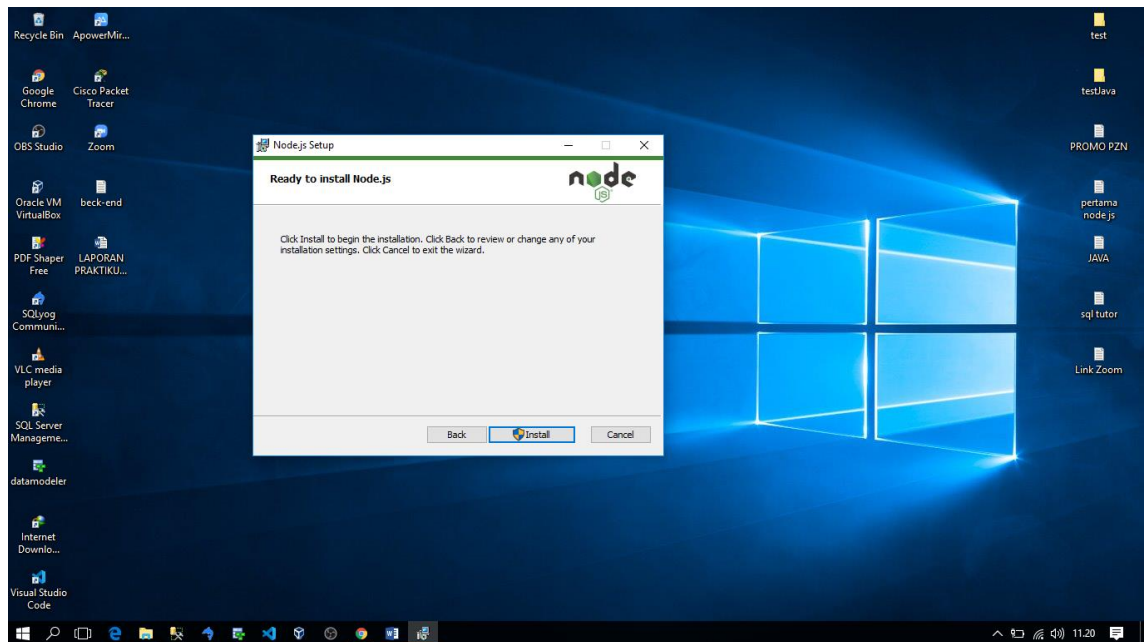 Recycle Bin
ApowerMir...
Google
Chrome
Cisco Packet
Tracer
OBS Studio
Zoom
Oracle VM
VirtualBox
beck-end
PDF Shaper
Free
LAPORAN
PRAKTIKU...
SQLyog
Communi...
VLC media
player
SQL Server
Manageme...
datamodeler
Internet
Downlo...
Visual Studio
Code
Node.js Setup
Ready to install Node.js
node
JS
Click Install to begin the installation. Click Back to review or change any of your
installation settings. Click Cancel to exit the wizard.
Back
Install
Cancel
test
testJava
PROMO PZN
pertama
node js
JAVA
sql tutor
Link Zoom
11.20